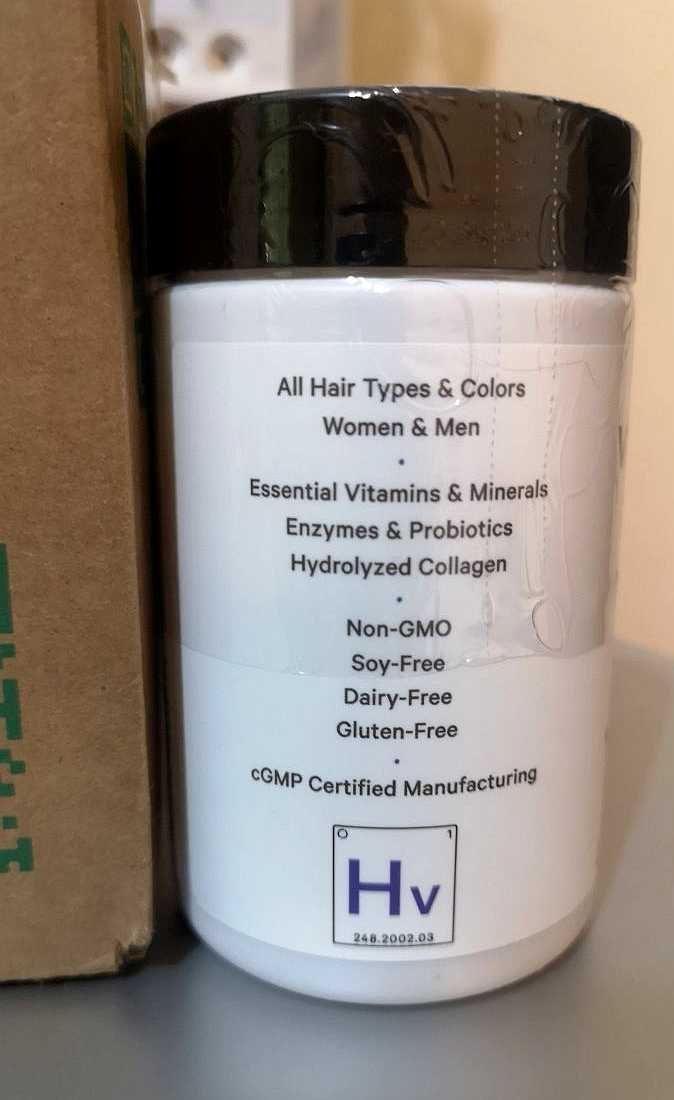 All Hair Types & Colors
Women & Men
•
Essential Vitamins & Minerals
Enzymes & Probiotics
Hydrolyzed Collagen
•
Non-GMO
Soy-Free
Dairy-Free
Gluten-Free
•
cGMP Certified Manufacturing
O 1
Hv
248.2002.03